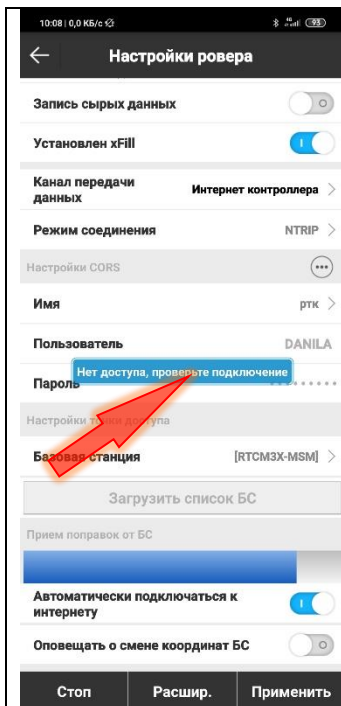 10:08 | 0,0 КБ/с
4G
93
Настройки ровера
Запись сырых
данных
Установлен xFill
Канал передачи
данных
Интернет контроллера
Режим соединения
NTRIP
Настройки CORS
Имя
ртк
Пользователь
DANILA
Нет доступа, проверьте подключение
Пароль
Настройки точки доступа
Базовая станция
[RTCM3X-MSM]
Загрузить список БС
Прием поправок от БС
Автоматически подключаться к
интернету
Оповещать о смене координат БС
Стоп
Расшир.
Применить